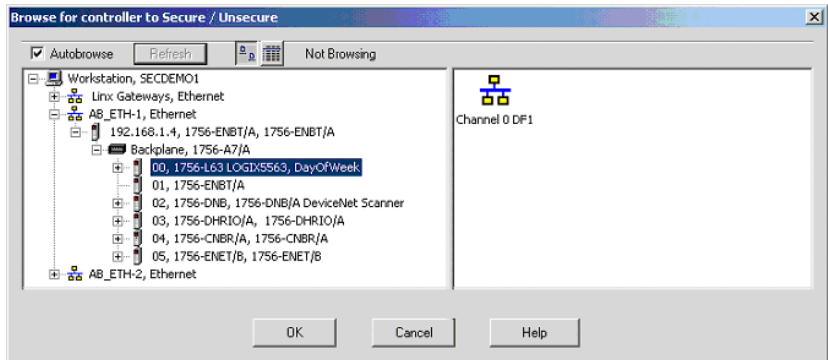 Browse for controller to Secure / Unsecure
Autobrowse Refresh Not Browsing
Workstation, SECDEMO1
Linx Gateways, Ethernet
AB_ETH-1, Ethernet
192.168.1.4, 1756-ENBT/A, 1756-ENBT/A
Backplane, 1756-A7/A
00, 1756-L63 LOGIX5563, DayOfWeek
01, 1756-ENBT/A
02, 1756-DNB, 1756-DNB/A DeviceNet Scanner
03, 1756-DHRIO/A, 1756-DHRIO/A
04, 1756-CNBR/A, 1756-CNBR/A
05, 1756-ENET/B, 1756-ENET/B
AB_ETH-2, Ethernet
Channel 0 DF1
OK Cancel Help